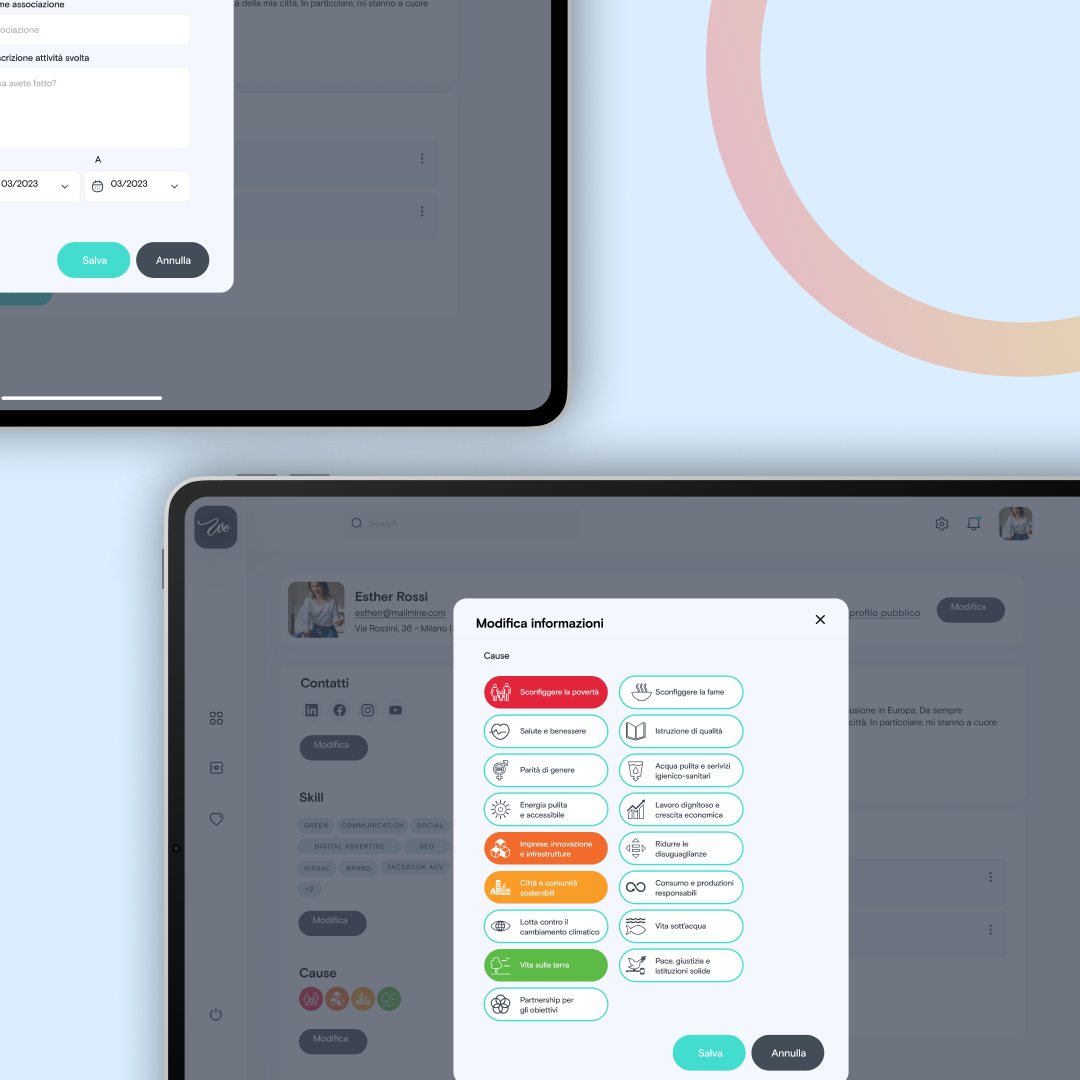 me associazione
ociazione
scrizione attività svolta
sa avete fatto?
A
03/2023
03/2023
Salva
Annulla
à della mia città. In particolare, mi stanno a cuore
We
Search
Esther Rossi
estherr@mailmine.com
Via Rossini, 36 - Milano (
profilo pubblico
Modifica
Contatti
Modifica
Skill
GREEN
COMMUNICATION
SOCIAL
DIGITAL ADVERTISE
SEO
VISUAL
BRAND
FACEBOOK ADV
+2
Modifica
Cause
Modifica
usione in Europa. Da sempre
città. In particolare, mi stanno a cuore
Modifica informazioni
Cause
Sconfiggere la povertà
Sconfiggere la fame
Salute e benessere
Istruzione di qualità
Parità di genere
Acqua pulita e serivizi
igienico-sanitari
Energia pulita
e accessibile
Lavoro dignitoso e
crescita economica
Imprese, innovazione
e infrastrutture
Ridurre le
disuguaglianze
Città e comunità
sostenibili
Consumo e produzioni
responsabili
Lotta contro il
cambiamento climatico
Vita sott'acqua
Vita sulla terra
Pace, giustizia e
istituzioni solide
Partnership per
gli obiettivi
Salva
Annulla